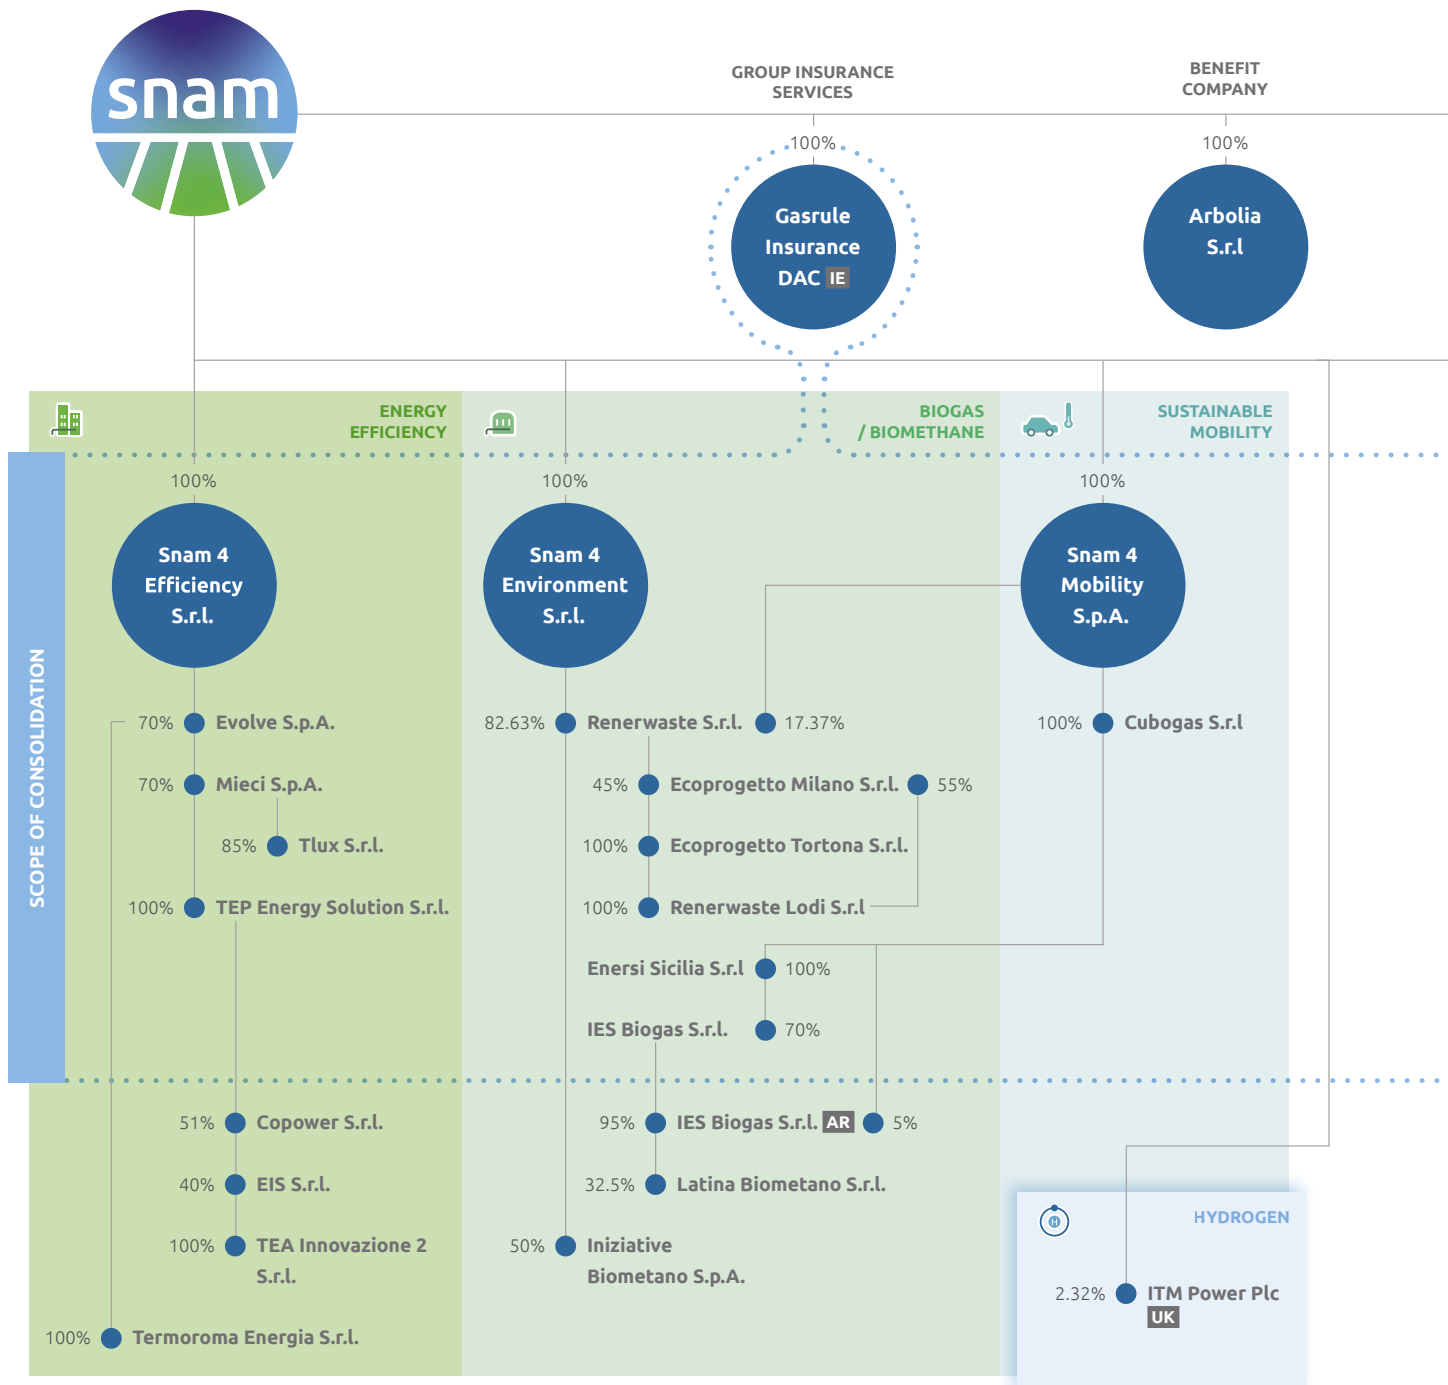 snam
GROUP INSURANCE
SERVICES
BENEFIT
COMPANY
100%
100%
Gasrule
Insurance
DAC IE
Arbolia
S.r.l
ENERGY
EFFICIENCY
BIOGAS
/ BIOMETHANE
SUSTAINABLE
MOBILITY
SCOPE OF CONSOLIDATION
100%
100%
100%
Snam 4
Efficiency
S.r.l.
Snam 4
Environment
S.r.l.
Snam 4
Mobility
S.p.A.
70% Evolve S.p.A.
82.63% Renerwaste S.r.l. 17.37%
100% Cubogas S.r.l
70% Mieci S.p.A.
45% Ecoprogetto Milano S.r.l. 55%
85% Tlux S.r.l.
100% Ecoprogetto Tortona S.r.l.
100% TEP Energy Solution S.r.l.
100% Renerwaste Lodi S.r.l
Enersi Sicilia S.r.l 100%
IES Biogas S.r.l. 70%
51% Copower S.r.l.
95% IES Biogas S.r.l. AR 5%
40% EIS S.r.l.
32.5% Latina Biometano S.r.l.
H
HYDROGEN
100% TEA Innovazione 2
S.r.l.
50% Iniziative
Biometano S.p.A.
2.32% ITM Power Plc
UK
100% Termoroma Energia S.r.l.